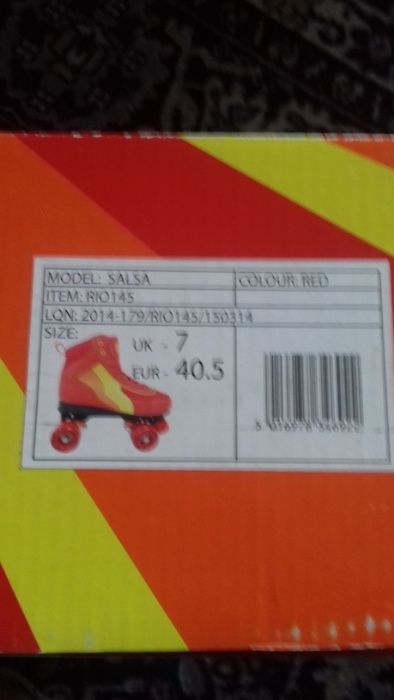 MODEL: SALSA
COLOUR: RED
ITEM: RIO145
LQN: 2014-179/RIO145/150314
SIZE:
UK - 7
EUR - 40.5